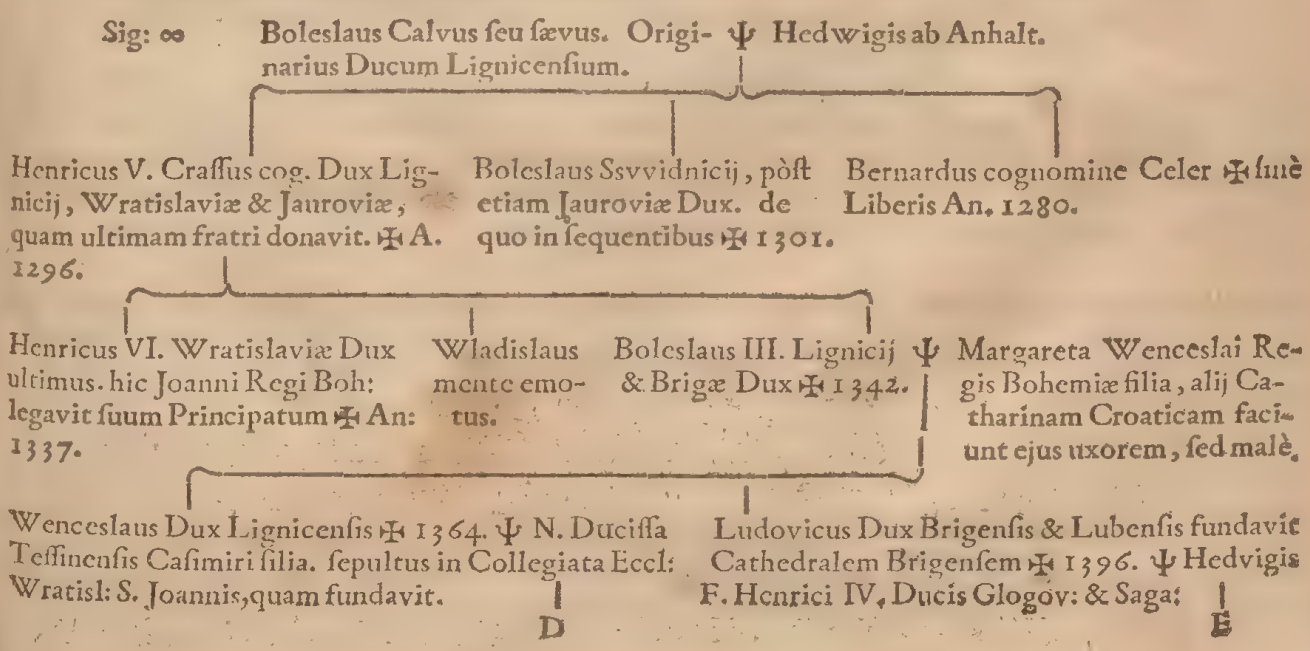 Sig: ∞
Boleslaus Calvus ſeu ſævus. Origi-
narius Ducum Lignicenſium.
Ψ Hedwigis ab Anhalt.
Henricus V. Craſſus cog. Dux Lig-
nicij, Wratislaviæ & Jauroviæ,
quam ultimam fratri donavit. ✠ A.
1296.
Boleslaus Ssvvidnicij, pòſt
etiam Jauroviæ Dux. de
quo in ſequentibus ✠ 1301.
Bernardus cognomine Celer ✠ ſinè
Liberis An. 1280.
Henricus VI. Wratislaviæ Dux
ultimus. hic Joanni Regi Boh:
legavit ſuum Principatum ✠ An:
1337.
Wladislaus
mente emo-
tus.
Boleslaus III. Lignicij
& Brigæ Dux ✠ 1342.
Ψ Margareta Wenceslai Re-
gis Bohemiæ filia, alij Ca-
tharinam Croaticam faci-
unt ejus uxorem, ſed malè.
Wenceslaus Dux Lignicenſis ✠ 1364. Ψ N. Duciſſa
Teſſinenſis Caſimiri filia. ſepultus in Collegiata Eccl:
Wratisl: S. Joannis, quam fundavit.
D
Ludovicus Dux Brigenſis & Lubenſis fundavit
Cathedralem Brigenſem ✠ 1396. Ψ Hedvigis
F. Henrici IV. Ducis Glogov: & Saga:
E